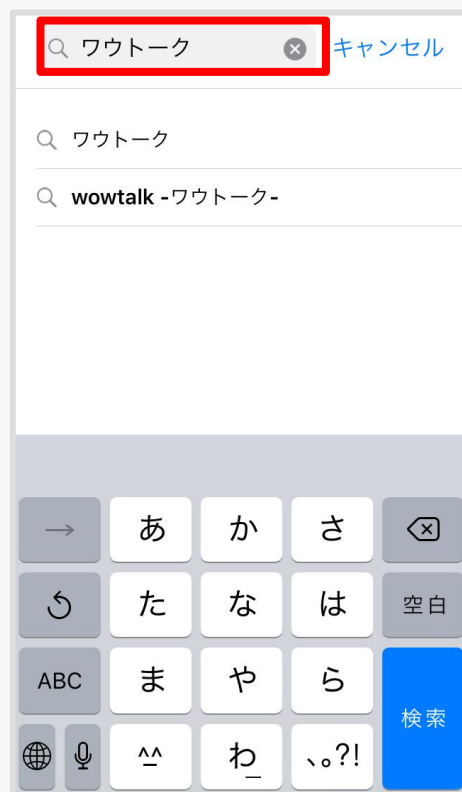 ワウトーク キャンセル
ワウトーク
wowtalk -ワウトーク-
→ あ か さ
た な は 空白
ABC ま や ら
検索
^^ わ_ 、。?!